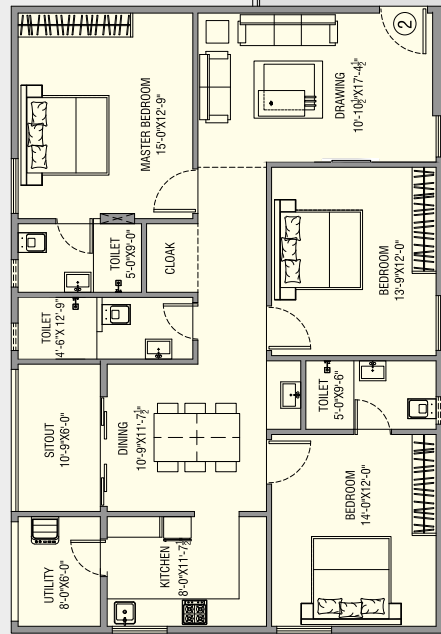 2
DRAWING
10'-10½"X17'-4½"
MASTER BEDROOM
15'-0"X12'-9"
TOILET
5'-0"X9'-0"
CLOAK
BEDROOM
13'-9"X12'-0"
TOILET
4'-6"X 12'-9"
TOILET
5'-0"X9'-6"
SITOUT
10'-9"X6'-0"
DINING
10'-9"X11'-7½"
BEDROOM
14'-0"X12'-0"
UTILITY
8'-0"X6'-0"
KITCHEN
8'-0"X11'-7½"